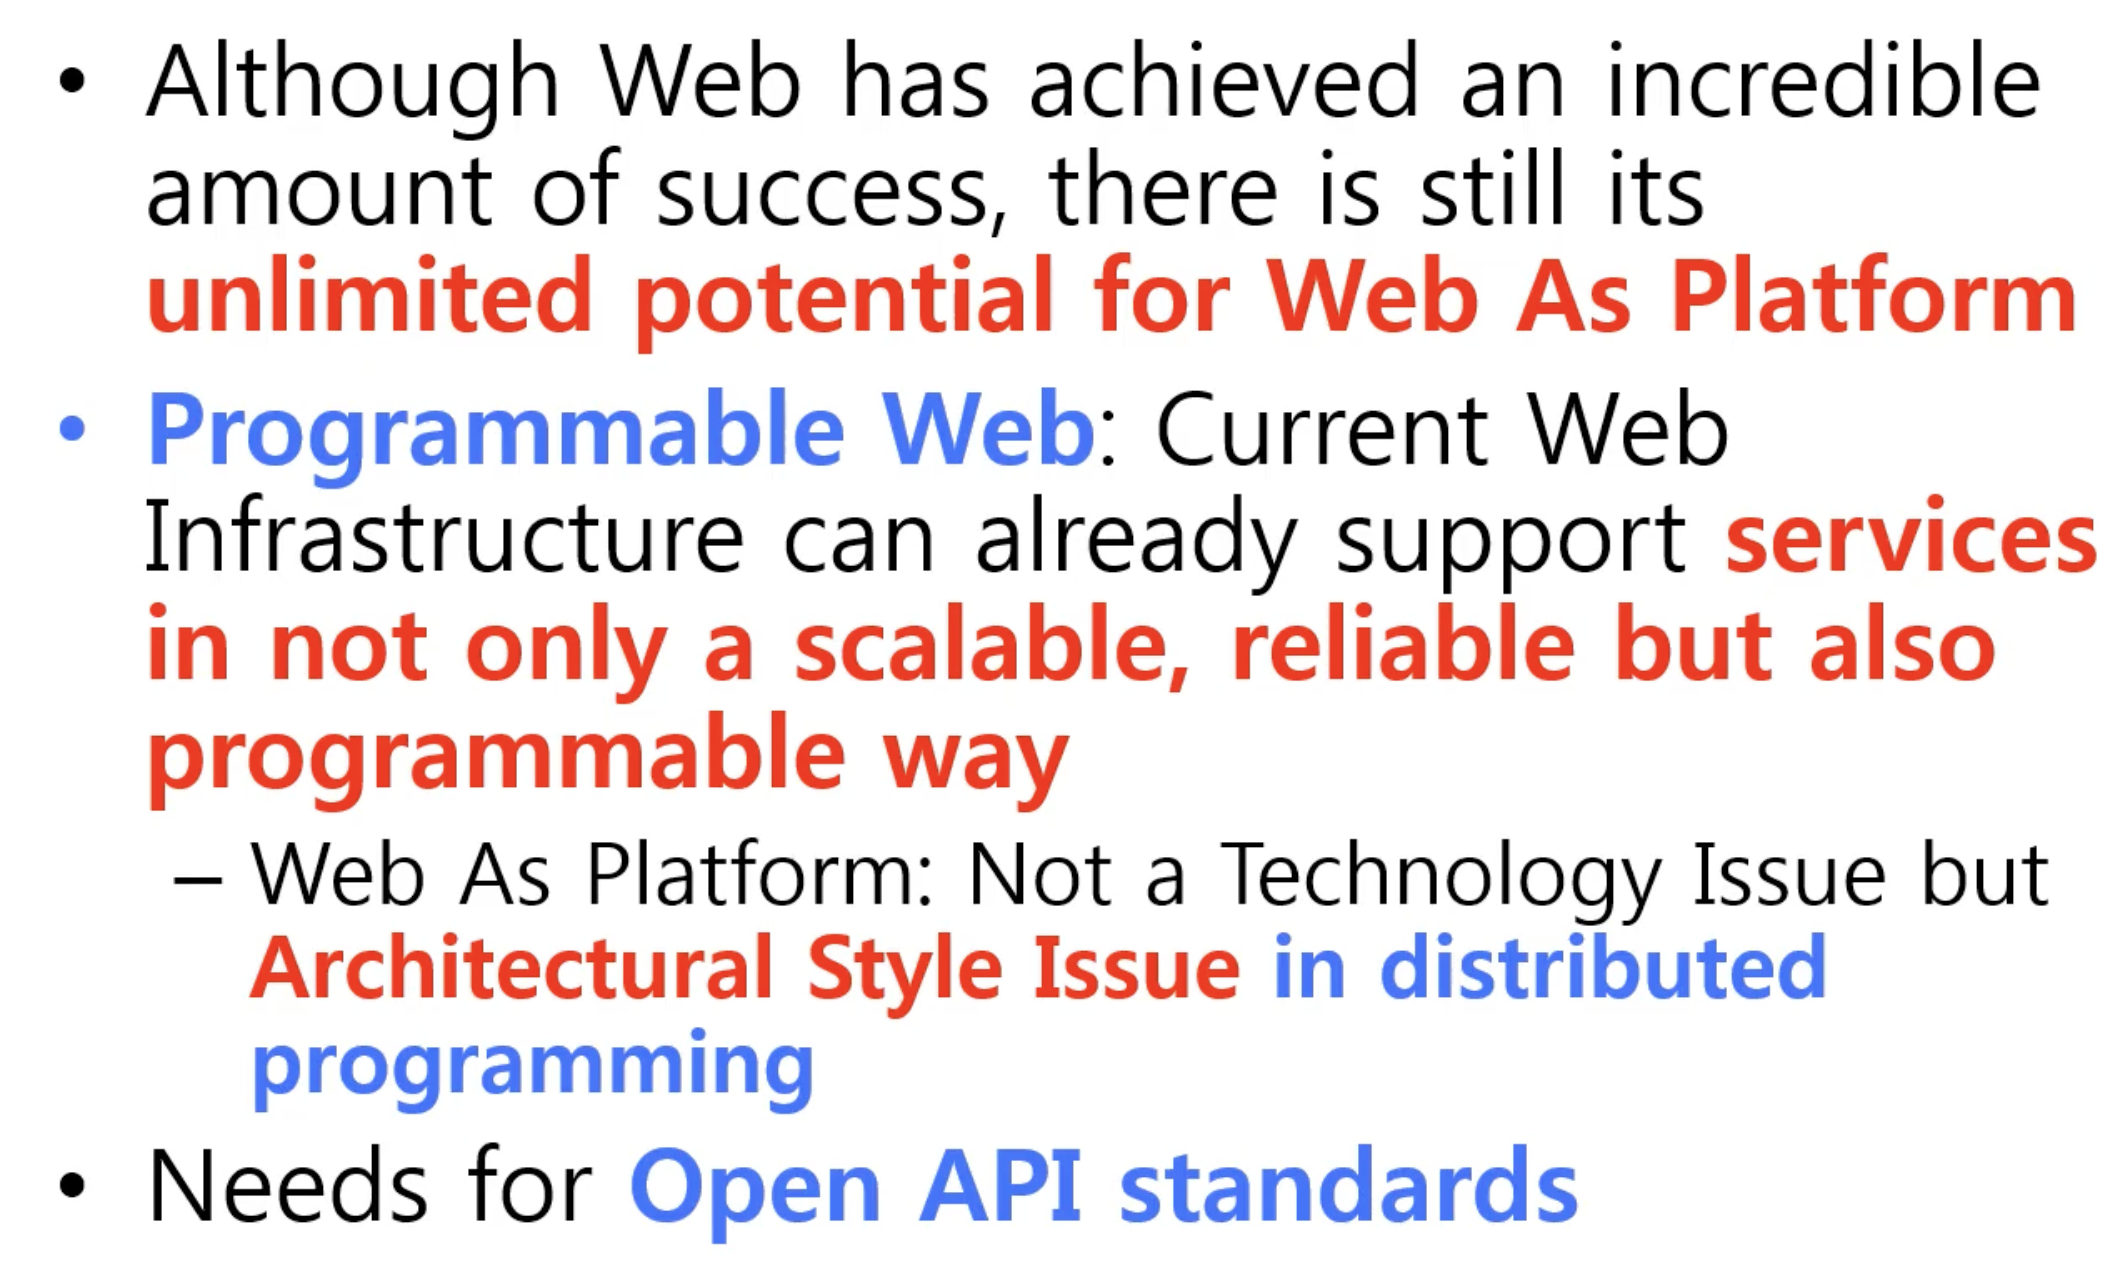 • Although Web has achieved an incredible
amount of success, there is still its
unlimited potential for Web As Platform
• Programmable Web: Current Web
Infrastructure can already support services
in not only a scalable, reliable but also
programmable way
– Web As Platform: Not a Technology Issue but
Architectural Style Issue in distributed
programming
• Needs for Open API standards